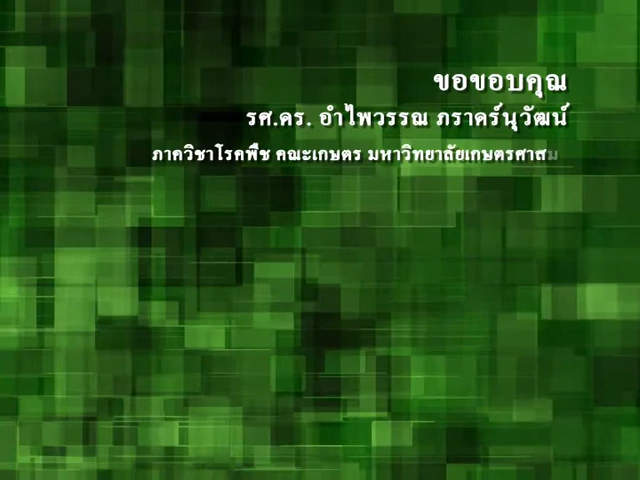 ขอขอบคุณ
รศ.ดร. อำไพวรรณ ภราดร์นุวัฒน์
ภาควิชาโรคพืช คณะเกษตร มหาวิทยาลัยเกษตรศาสม